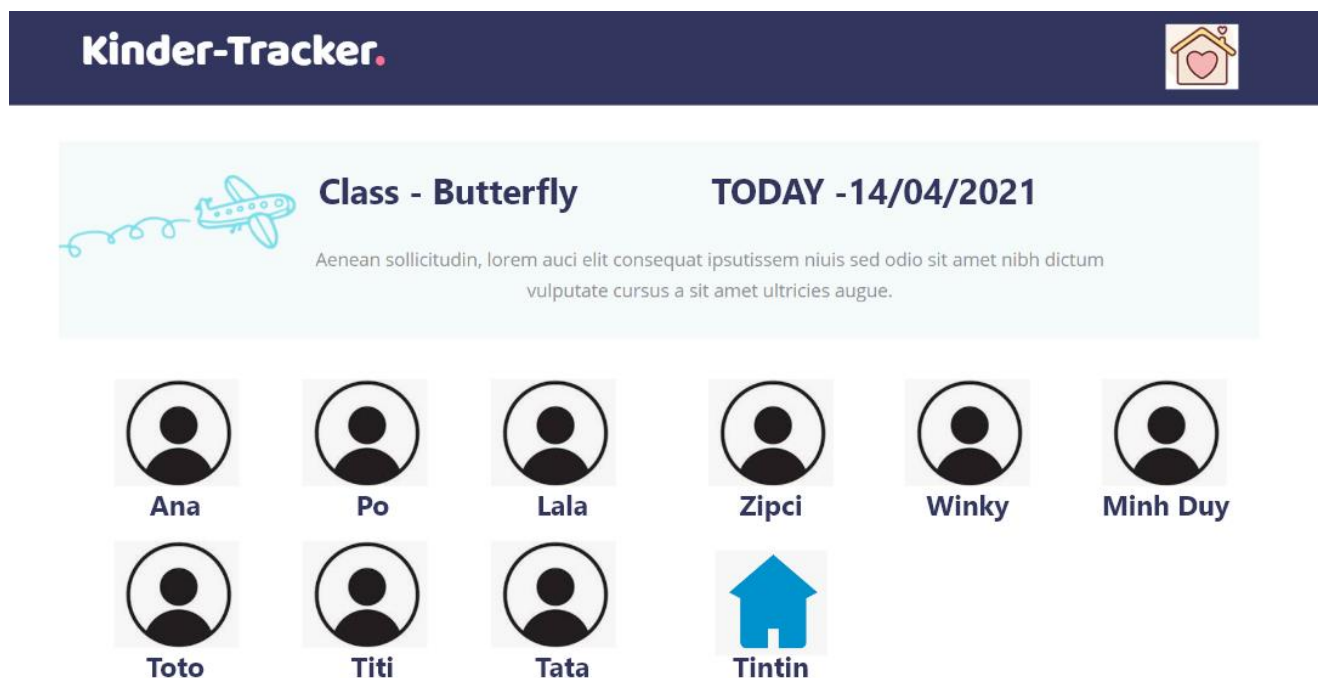 Kinder-Tracker.
Class - Butterfly TODAY -14/04/2021
Aenean sollicitudin, lorem auci elit consequat ipsutissem niuis sed odio sit amet nibh dictum
vulputate cursus a sit amet ultricies augue.
Ana Po Lala Zipci Winky Minh Duy
Toto Titi Tata Tintin